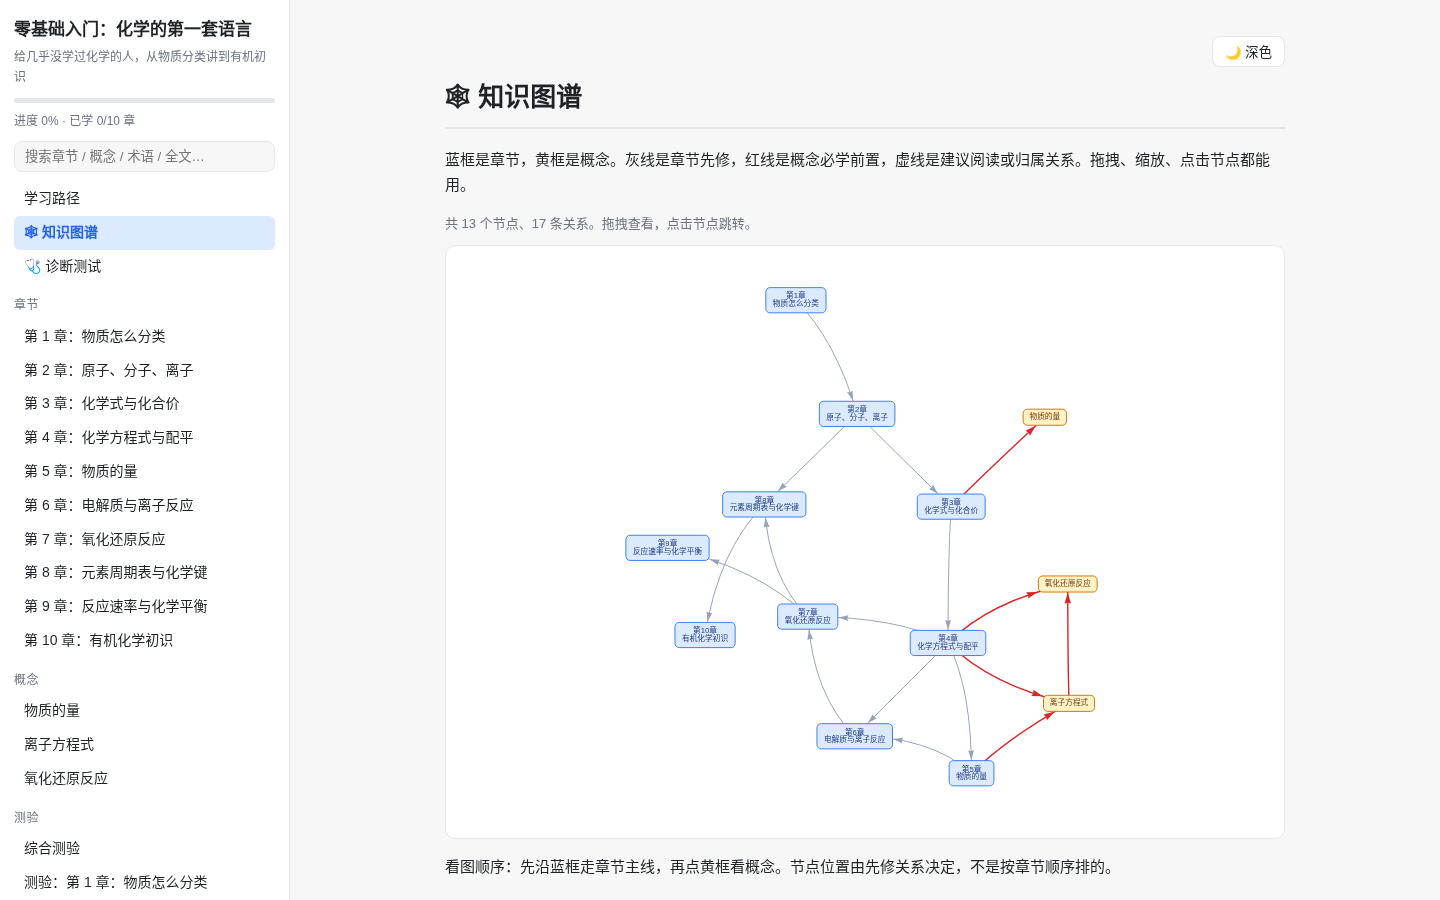 零基础入门：化学的第一套语言
给几乎没学过化学的人，从物质分类讲到有机初
识
进度 0% · 已学 0/10 章
搜索章节 / 概念 / 术语 / 全文…
学习路径
🕸 知识图谱
🩺 诊断测试
章节
第 1 章：物质怎么分类
第 2 章：原子、分子、离子
第 3 章：化学式与化合价
第 4 章：化学方程式与配平
第 5 章：物质的量
第 6 章：电解质与离子反应
第 7 章：氧化还原反应
第 8 章：元素周期表与化学键
第 9 章：反应速率与化学平衡
第 10 章：有机化学初识
概念
物质的量
离子方程式
氧化还原反应
测验
综合测验
测验：第 1 章：物质怎么分类
🌙 深色
🕸 知识图谱
蓝框是章节，黄框是概念。灰线是章节先修，红线是概念必学前置，虚线是建议阅读或归属关系。拖拽、缩放、点击节点都能
用。
共 13 个节点、17 条关系。拖拽查看，点击节点跳转。
第1章
物质怎么分类
第2章
原子、分子、离子
物质的量
第8章
元素周期表与化学键
第3章
化学式与化合价
第9章
反应速率与化学平衡
氧化还原反应
第7章
氧化还原反应
第10章
有机化学初识
第4章
化学方程式与配平
离子方程式
第6章
电解质与离子反应
第5章
物质的量
看图顺序：先沿蓝框走章节主线，再点黄框看概念。节点位置由先修关系决定，不是按章节顺序排的。